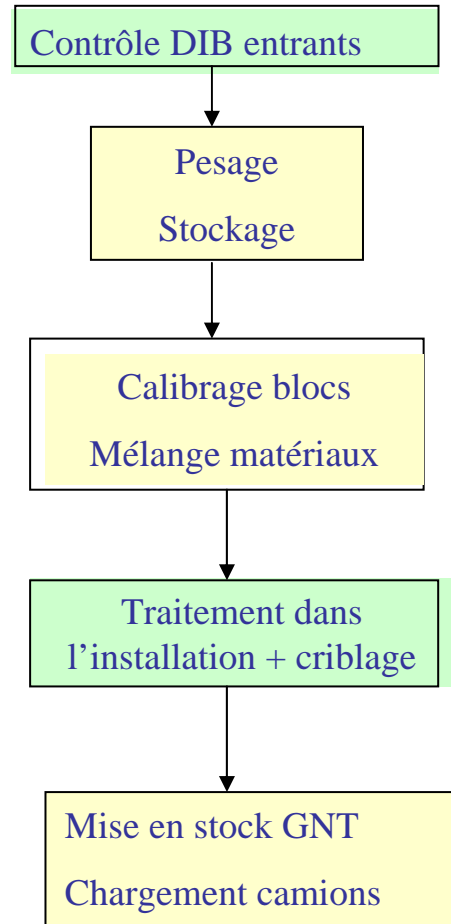 Contrôle DIB entrants
Pesage
Stockage
Calibrage blocs
Mélange matériaux
Traitement dans
l’installation + criblage
Mise en stock GNT
Chargement camions